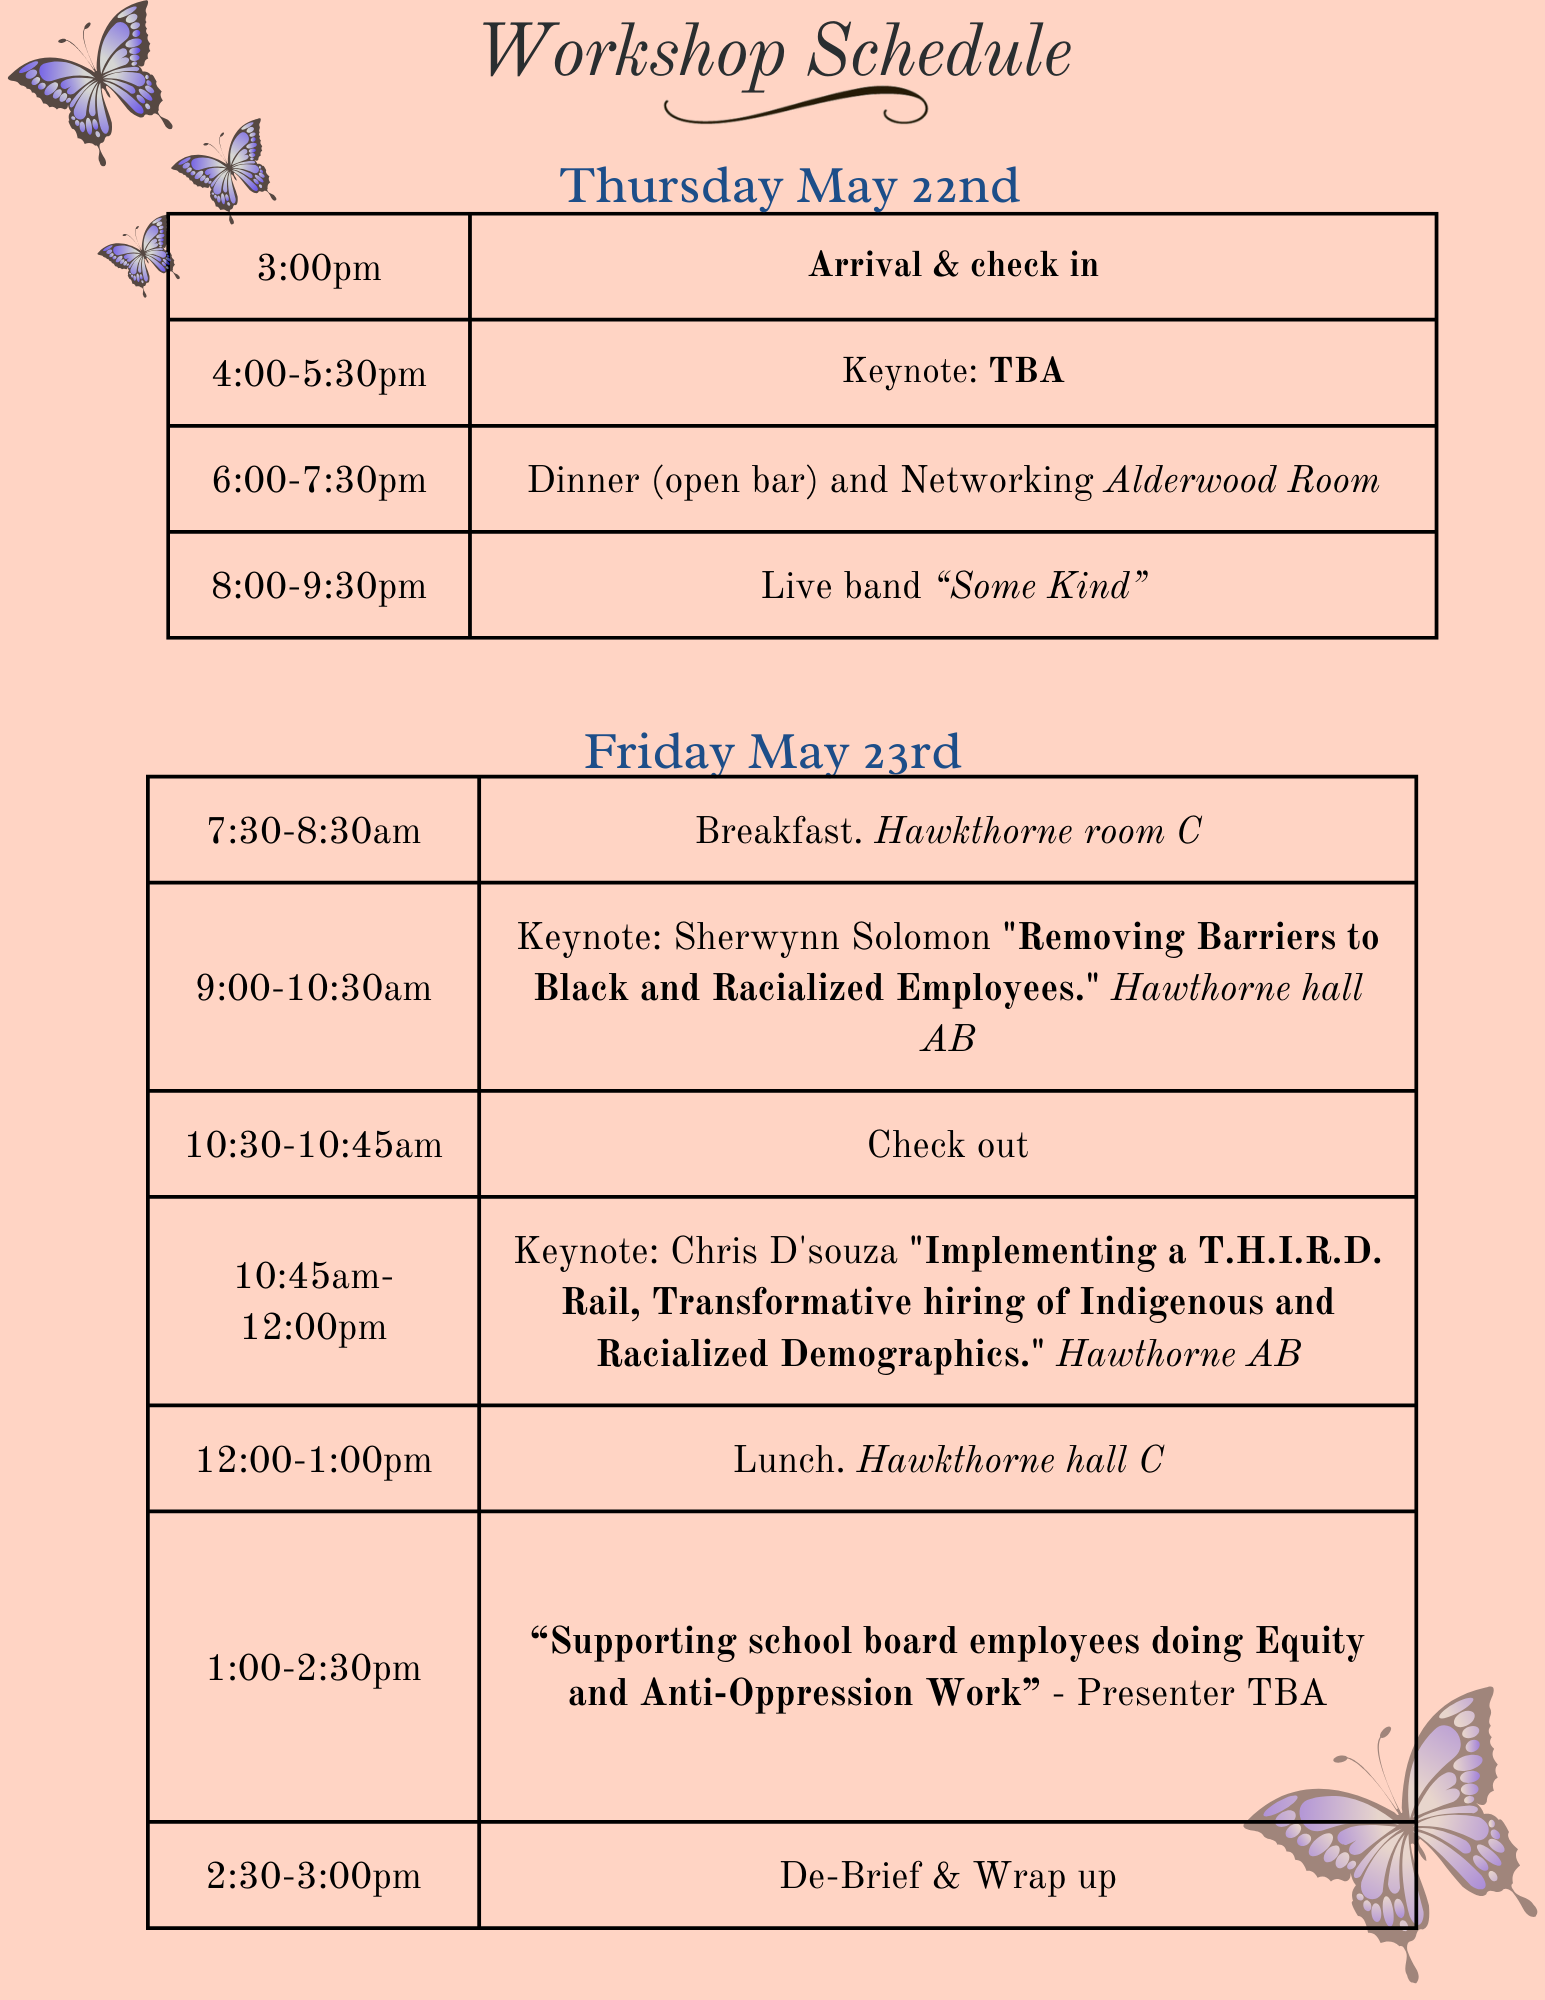 Workshop Schedule
Thursday May 22nd
3:00pm
Arrival & check in
4:00-5:30pm
Keynote: TBA
6:00-7:30pm
Dinner (open bar) and Networking Alderwood Room
8:00-9:30pm
Live band “Some Kind”
Friday May 23rd
7:30-8:30am
Breakfast. Hawkthorne room C
9:00-10:30am
Keynote: Sherwynn Solomon "Removing Barriers to
Black and Racialized Employees." Hawthorne hall
AB
10:30-10:45am
Check out
10:45am-
12:00pm
Keynote: Chris D'souza "Implementing a T.H.I.R.D.
Rail, Transformative hiring of Indigenous and
Racialized Demographics." Hawthorne AB
12:00-1:00pm
Lunch. Hawkthorne hall C
1:00-2:30pm
“Supporting school board employees doing Equity
and Anti-Oppression Work” - Presenter TBA
2:30-3:00pm
De-Brief & Wrap up